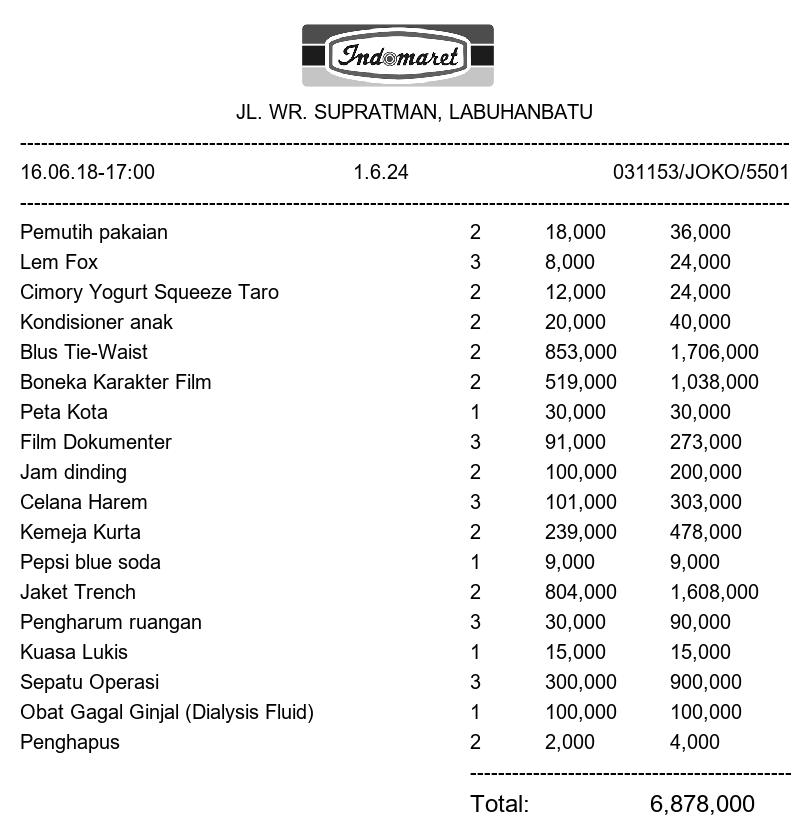 Indomaret
JL. WR. SUPRATMAN, LABUHANBATU
16.06.18-17:00 1.6.24 031153/JOKO/5501
Pemutih pakaian 2 18,000 36,000
Lem Fox 3 8,000 24,000
Cimory Yogurt Squeeze Taro 2 12,000 24,000
Kondisioner anak 2 20,000 40,000
Blus Tie-Waist 2 853,000 1,706,000
Boneka Karakter Film 2 519,000 1,038,000
Peta Kota 1 30,000 30,000
Film Dokumenter 3 91,000 273,000
Jam dinding 2 100,000 200,000
Celana Harem 3 101,000 303,000
Kemeja Kurta 2 239,000 478,000
Pepsi blue soda 1 9,000 9,000
Jaket Trench 2 804,000 1,608,000
Pengharum ruangan 3 30,000 90,000
Kuasa Lukis 1 15,000 15,000
Sepatu Operasi 3 300,000 900,000
Obat Gagal Ginjal (Dialysis Fluid) 1 100,000 100,000
Penghapus 2 2,000 4,000
Total: 6,878,000